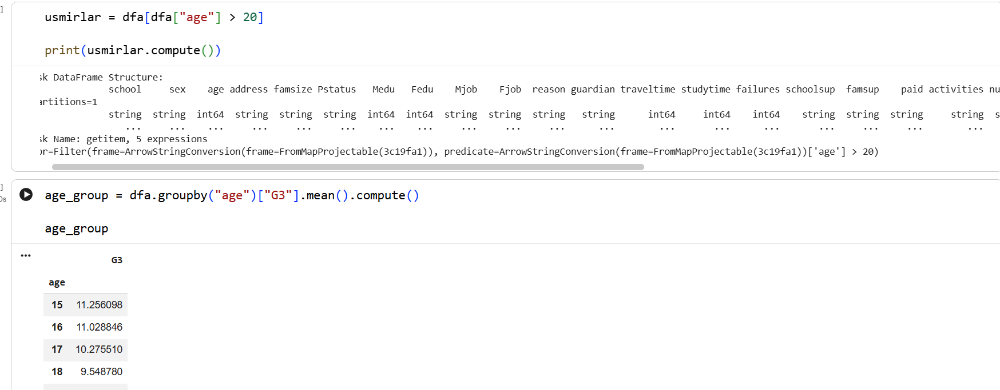 ]
usmirlar = dfa[dfa["age"] > 20]
print(usmirlar.compute())
sk DataFrame Structure:
school sex age address famsize Pstatus Medu Fedu Mjob Fjob reason guardian traveltime studytime failures schoolsup famsup paid activities nu
artitions=1
string string int64 string string string int64 int64 string string string string int64 int64 int64 string string string string s
... ... ... ... ... ... ... ... ... ... ... ... ... ... ... ... ... ... ...
sk Name: getitem, 5 expressions
pr=Filter(frame=ArrowStringConversion(frame=FromMapProjectable(3c19fa1)), predicate=ArrowStringConversion(frame=FromMapProjectable(3c19fa1))['age'] > 20)
]
0s
age_group = dfa.groupby("age")["G3"].mean().compute()
age_group
G3
age
15 11.256098
16 11.028846
17 10.275510
18 9.548780